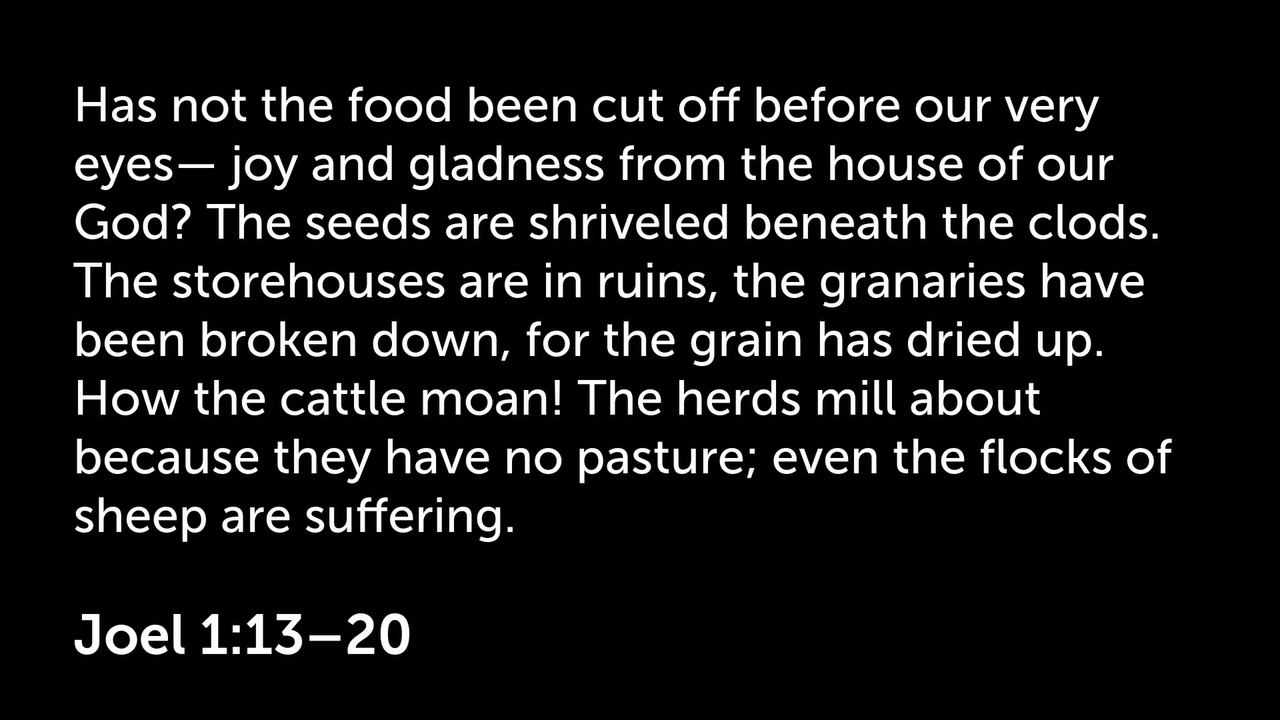 Has not the food been cut off before our very
eyes— joy and gladness from the house of our
God? The seeds are shriveled beneath the clods.
The storehouses are in ruins, the granaries have
been broken down, for the grain has dried up.
How the cattle moan! The herds mill about
because they have no pasture; even the flocks of
sheep are suffering.
Joel 1:13–20